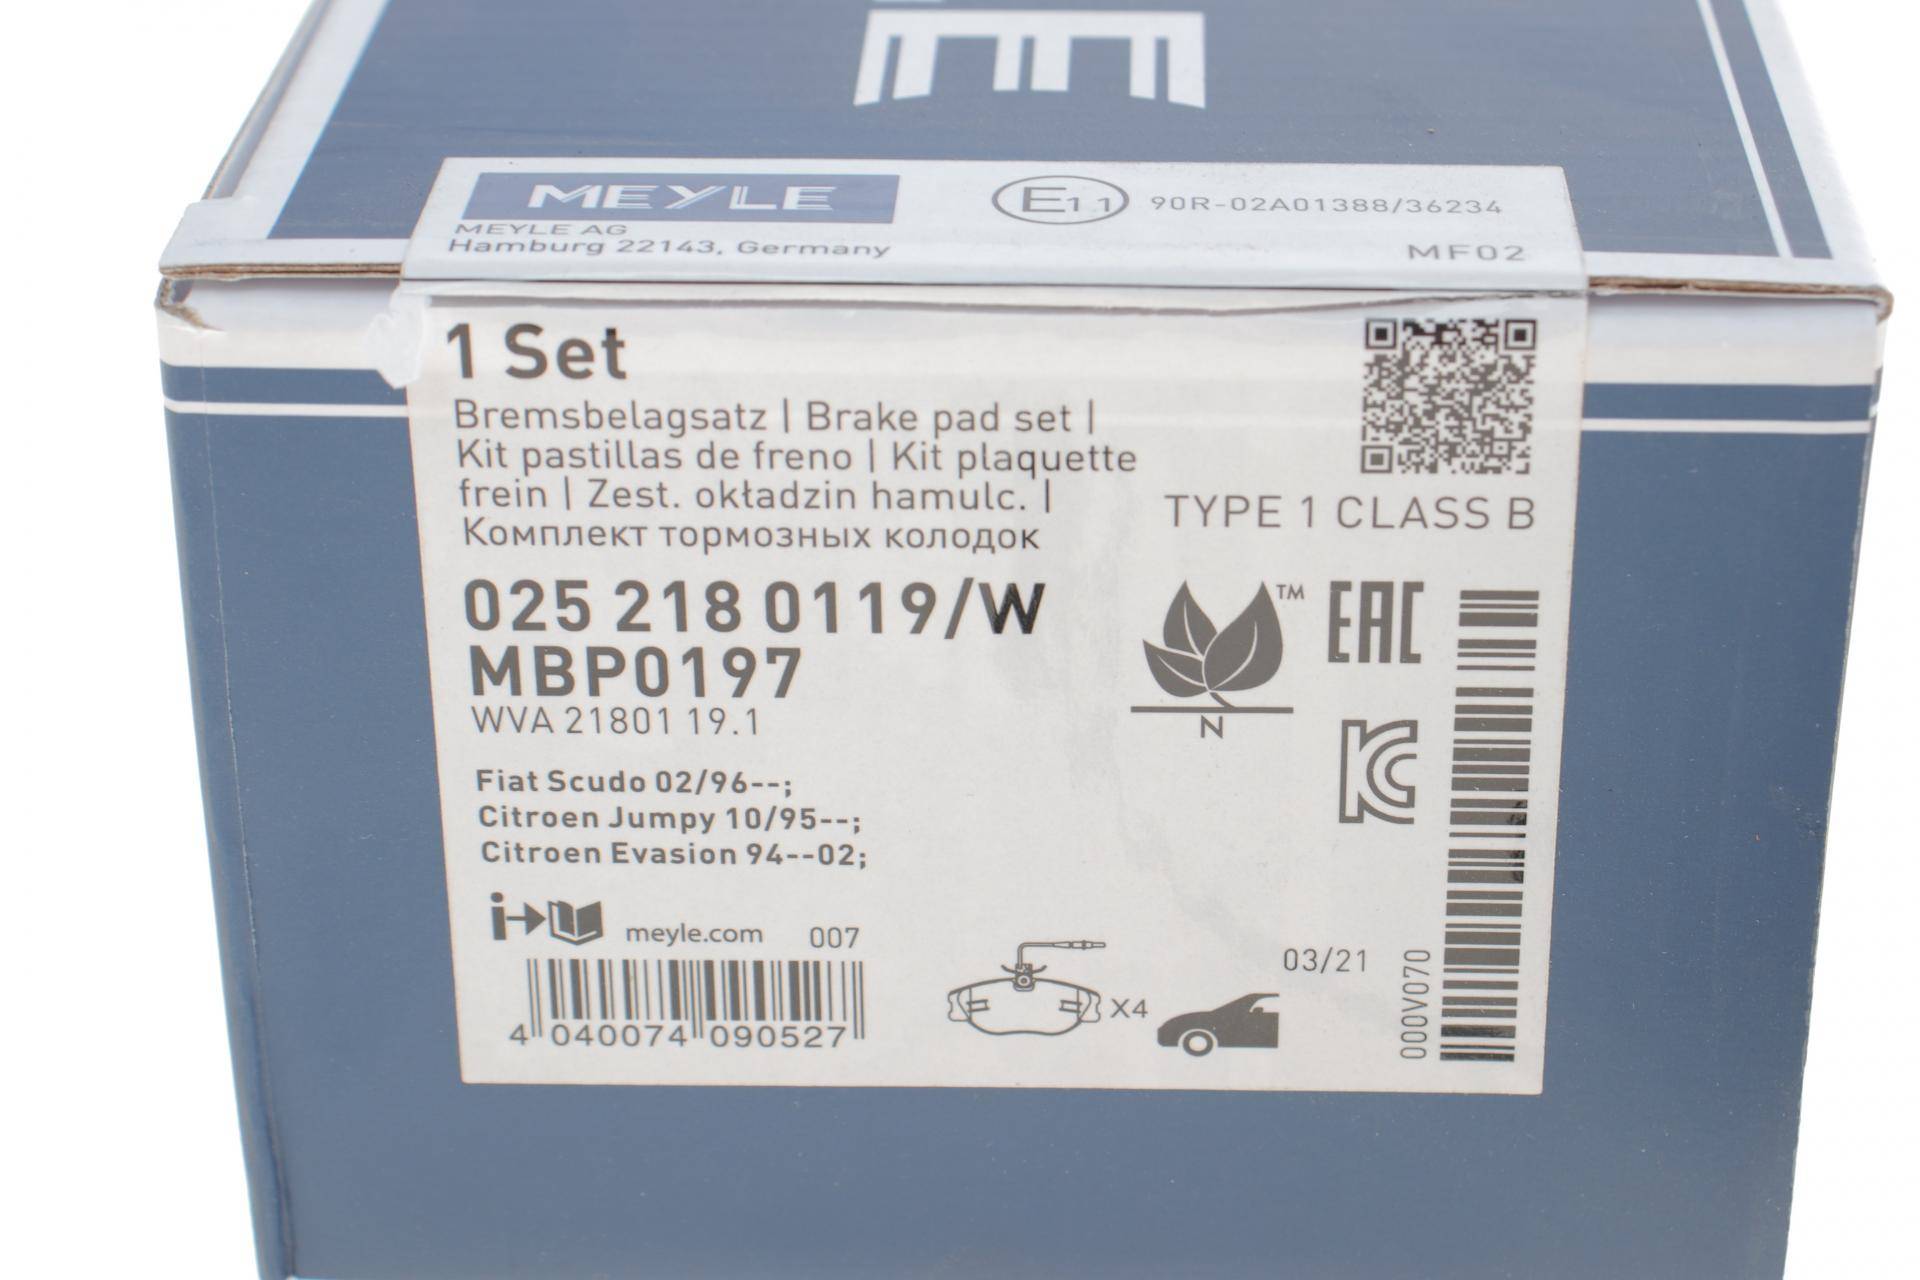 MEYLE
MEYLE AG
Hamburg 22143, Germany
E11 90R-02A01388/36234
MF02
1 Set
Bremsbelagsatz | Brake pad set |
Kit pastillas de freno | Kit plaquette
frein | Zest. okładzin hamulc. |
Комплект тормозных колодок
TYPE 1 CLASS B
025 218 0119/W
MBP0197
WVA 21801 19.1
TM
EAC
N
KC
Fiat Scudo 02/96--;
Citroen Jumpy 10/95--;
Citroen Evasion 94--02;
i meyle.com 007
4 040074 090527
X4
03/21
000V070